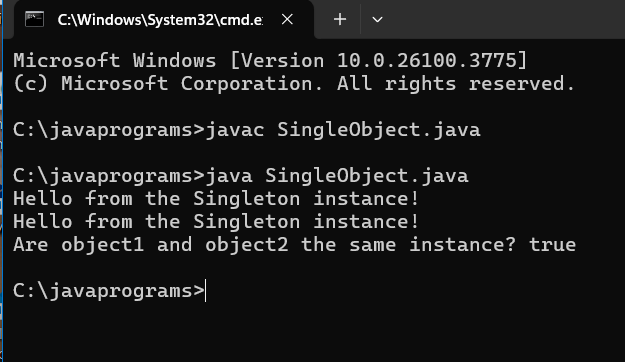 C:\Windows\System32\cmd.e
Microsoft Windows [Version 10.0.26100.3775]
(c) Microsoft Corporation. All rights reserved.
C:\javaprograms>javac SingleObject.java
C:\javaprograms>java SingleObject.java
Hello from the Singleton instance!
Hello from the Singleton instance!
Are object1 and object2 the same instance? true
C:\javaprograms>